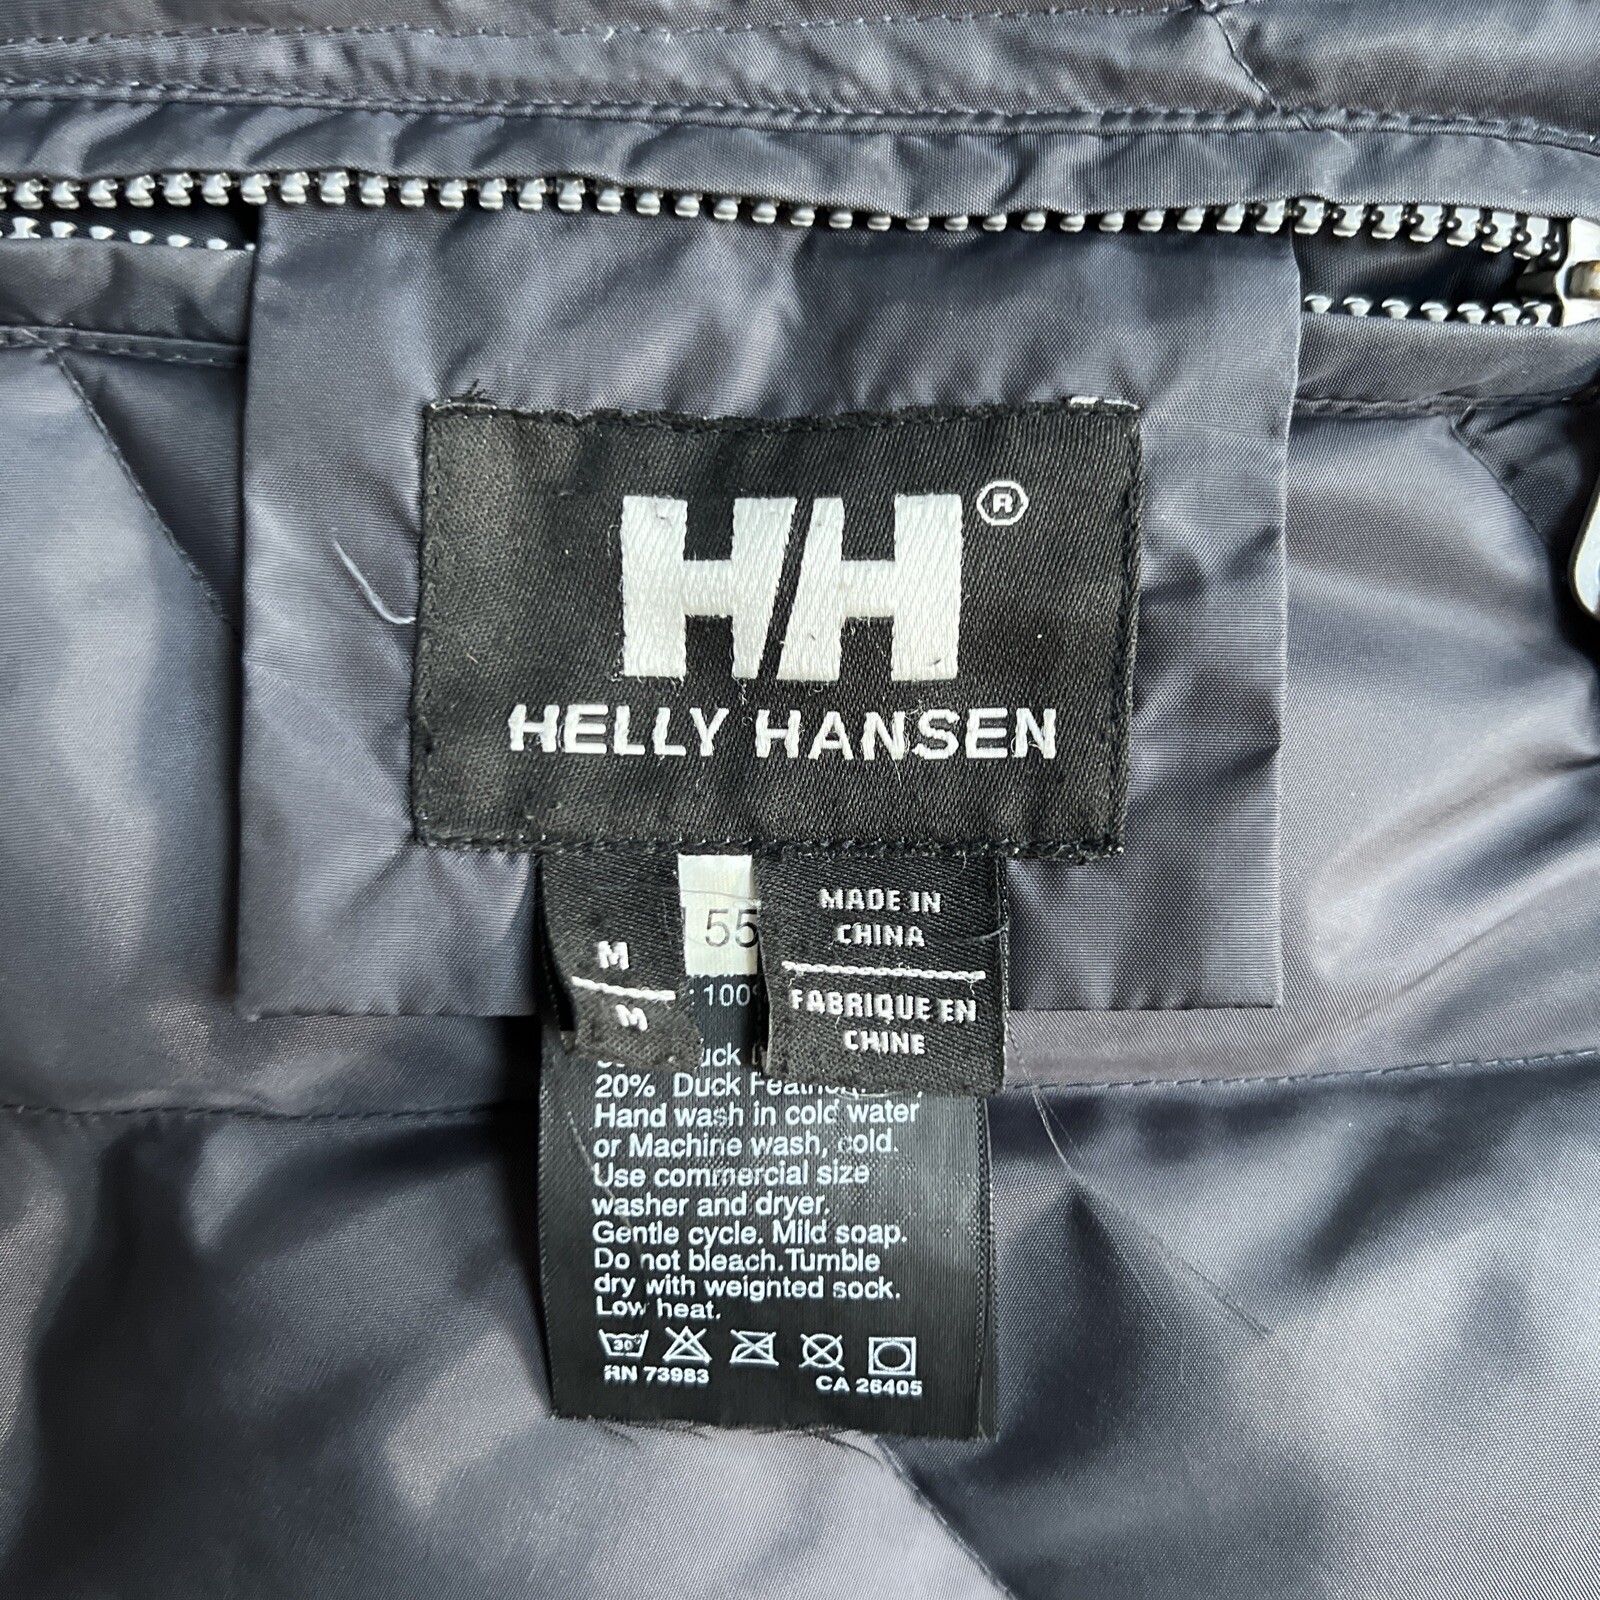 HH®
HELLY HANSEN
M
M
55
MADE IN
CHINA
FABRIQUE EN
CHINE
: 100%
20% Duck Feather
Hand wash in cold water
or Machine wash, cold.
Use commercial size
washer and dryer.
Gentle cycle. Mild soap.
Do not bleach. Tumble
dry with weignted sock.
Low heat.
30°
RN 73983
CA 26405